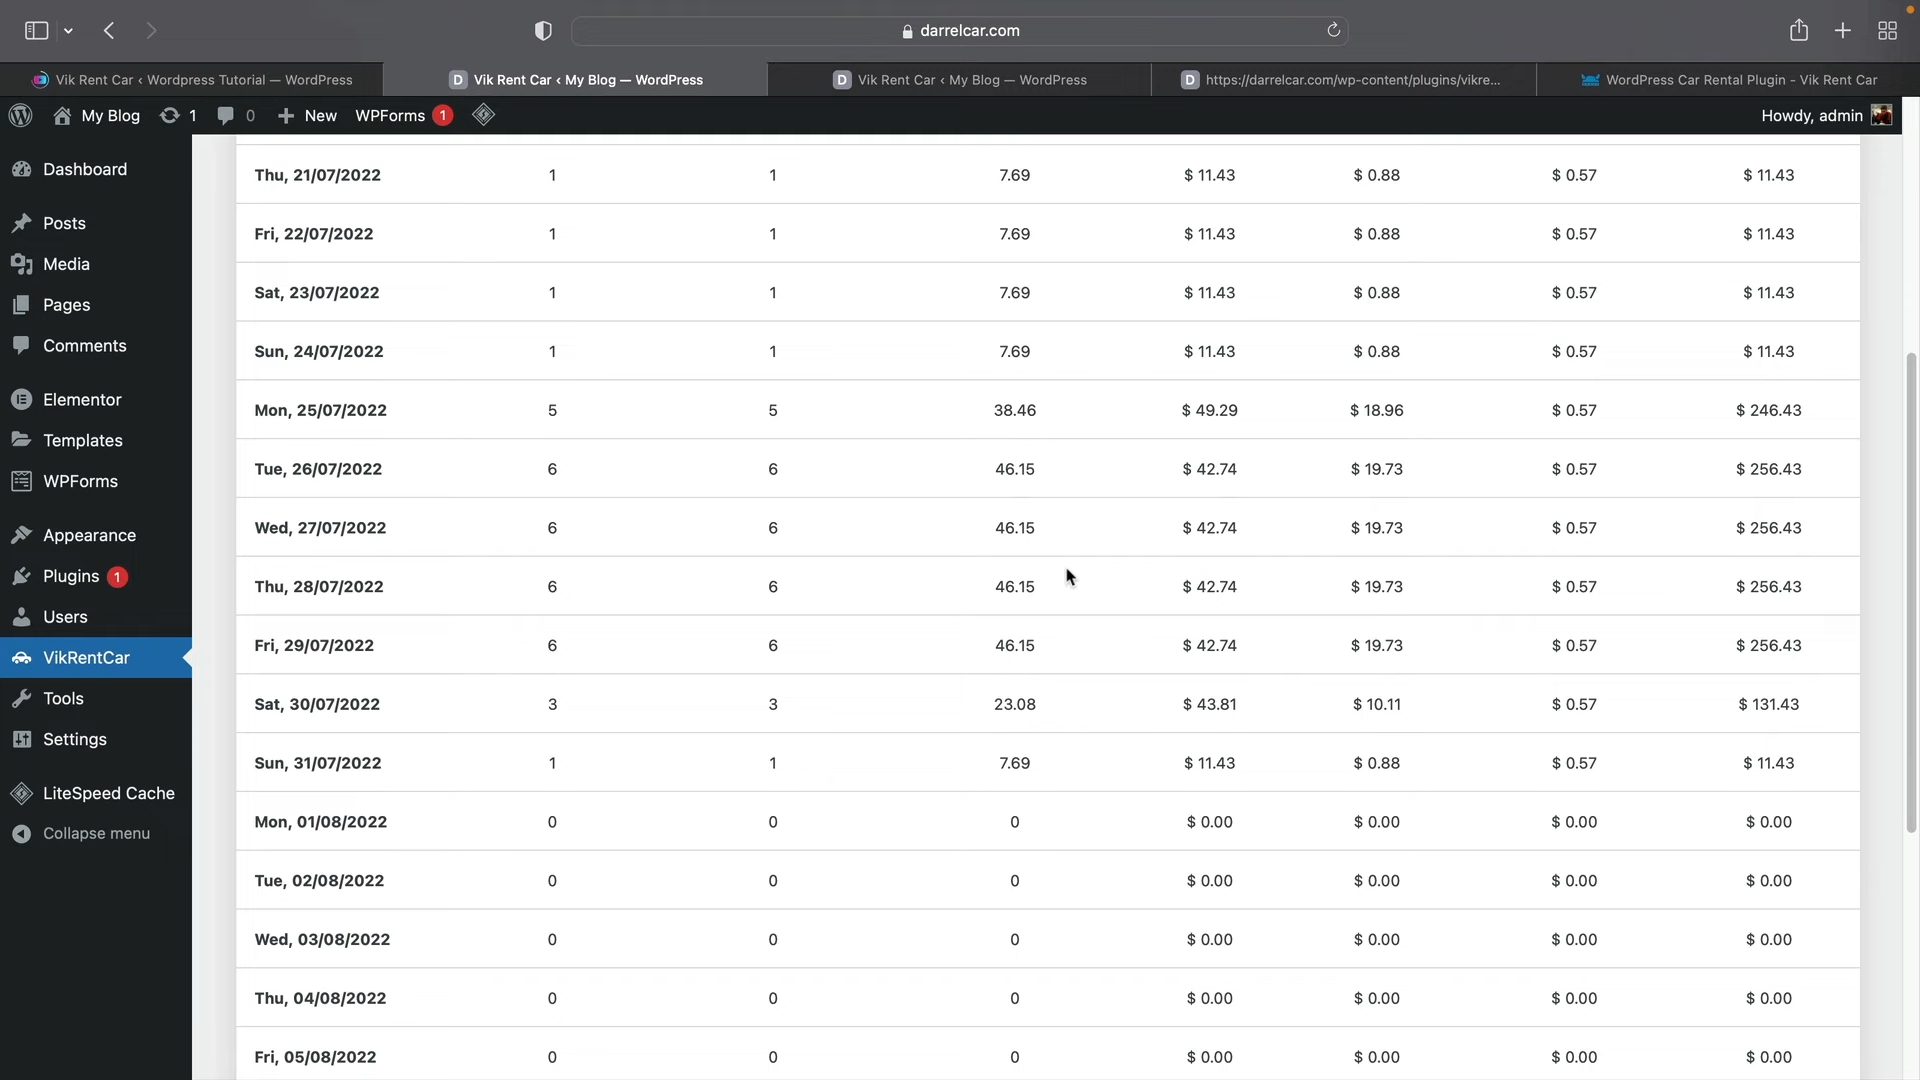 darrelcar.com
Vik Rent Car ‹ Wordpress Tutorial — WordPress
D Vik Rent Car ‹ My Blog — WordPress
D Vik Rent Car ‹ My Blog — WordPress
D https://darrelcar.com/wp-content/plugins/vikre...
WordPress Car Rental Plugin - Vik Rent Car
My Blog 1 0 New WPForms 1 Howdy, admin
Dashboard
Posts
Media
Pages
Comments
Elementor
Templates
WPForms
Appearance
Plugins 1
Users
VikRentCar
Tools
Settings
LiteSpeed Cache
Collapse menu
Thu, 21/07/2022 1 1 7.69 $ 11.43 $ 0.88 $ 0.57 $ 11.43
Fri, 22/07/2022 1 1 7.69 $ 11.43 $ 0.88 $ 0.57 $ 11.43
Sat, 23/07/2022 1 1 7.69 $ 11.43 $ 0.88 $ 0.57 $ 11.43
Sun, 24/07/2022 1 1 7.69 $ 11.43 $ 0.88 $ 0.57 $ 11.43
Mon, 25/07/2022 5 5 38.46 $ 49.29 $ 18.96 $ 0.57 $ 246.43
Tue, 26/07/2022 6 6 46.15 $ 42.74 $ 19.73 $ 0.57 $ 256.43
Wed, 27/07/2022 6 6 46.15 $ 42.74 $ 19.73 $ 0.57 $ 256.43
Thu, 28/07/2022 6 6 46.15 $ 42.74 $ 19.73 $ 0.57 $ 256.43
Fri, 29/07/2022 6 6 46.15 $ 42.74 $ 19.73 $ 0.57 $ 256.43
Sat, 30/07/2022 3 3 23.08 $ 43.81 $ 10.11 $ 0.57 $ 131.43
Sun, 31/07/2022 1 1 7.69 $ 11.43 $ 0.88 $ 0.57 $ 11.43
Mon, 01/08/2022 0 0 0 $ 0.00 $ 0.00 $ 0.00 $ 0.00
Tue, 02/08/2022 0 0 0 $ 0.00 $ 0.00 $ 0.00 $ 0.00
Wed, 03/08/2022 0 0 0 $ 0.00 $ 0.00 $ 0.00 $ 0.00
Thu, 04/08/2022 0 0 0 $ 0.00 $ 0.00 $ 0.00 $ 0.00
Fri, 05/08/2022 0 0 0 $ 0.00 $ 0.00 $ 0.00 $ 0.00